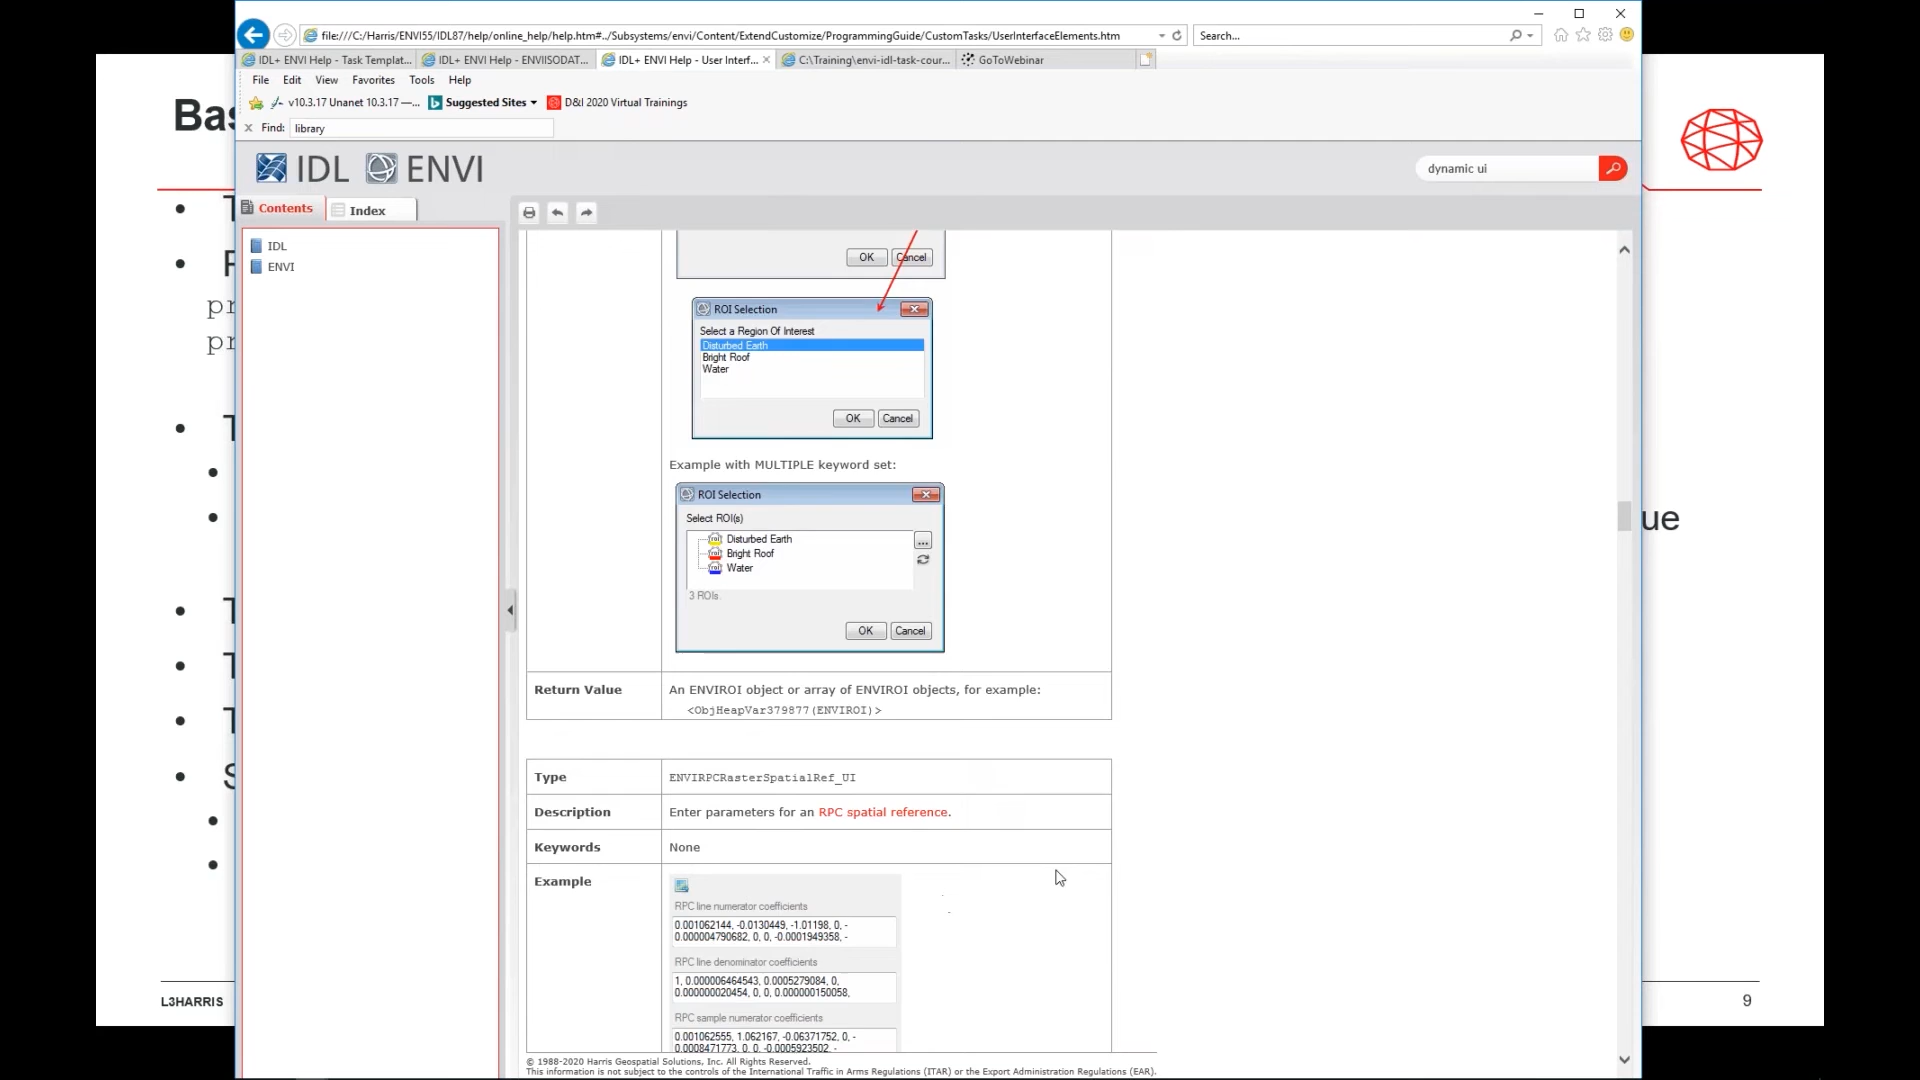 file:///C:/Harris/ENVI55/IDL87/help/online_help/help.htm#../Subsystems/envi/Content/ExtendCustomize/ProgrammingGuide/CustomTasks/UserInterfaceElements.htm
Search...
IDL+ ENVI Help - Task Templat...
IDL+ ENVI Help - ENVIISODAT...
IDL+ ENVI Help - User Interf...
C:\Training\envi-idl-task-cour...
GoToWebinar
File Edit View Favorites Tools Help
v10.3.17 Unanet 10.3.17 —...
Suggested Sites
D&I 2020 Virtual Trainings
Find: library
Bas
IDL ENVI
dynamic ui
Contents
Index
IDL
ENVI
pr
pr
OK Cancel
ROI Selection
Select a Region Of Interest
Disturbed Earth
Bright Roof
Water
OK Cancel
Example with MULTIPLE keyword set:
ROI Selection
Select ROI(s)
Disturbed Earth
Bright Roof
Water
...
3 ROIs.
OK Cancel
ue
Return Value
An ENVIROI object or array of ENVIROI objects, for example:
<ObjHeapVar379877(ENVIROI)>
Type
ENVIRPCRasterSpatialRef_UI
Description
Enter parameters for an RPC spatial reference.
Keywords
None
Example
RPC line numerator coefficients
0.001062144, -0.0130449, -1.01198, 0, -
0.000004790682, 0, 0, -0.0001949358, -
RPC line denominator coefficients
1, 0.000006464543, 0.0005279084, 0,
0.000000020454, 0, 0, 0.000000150058,
RPC sample numerator coefficients
0.001062555, 1.062167, -0.06371752, 0, -
0.0008471773, 0, 0, -0.0005923502, -
© 1988-2020 Harris Geospatial Solutions, Inc. All Rights Reserved.
This information is not subject to the controls of the International Traffic in Arms Regulations (ITAR) or the Export Administration Regulations (EAR).
L3HARRIS
9